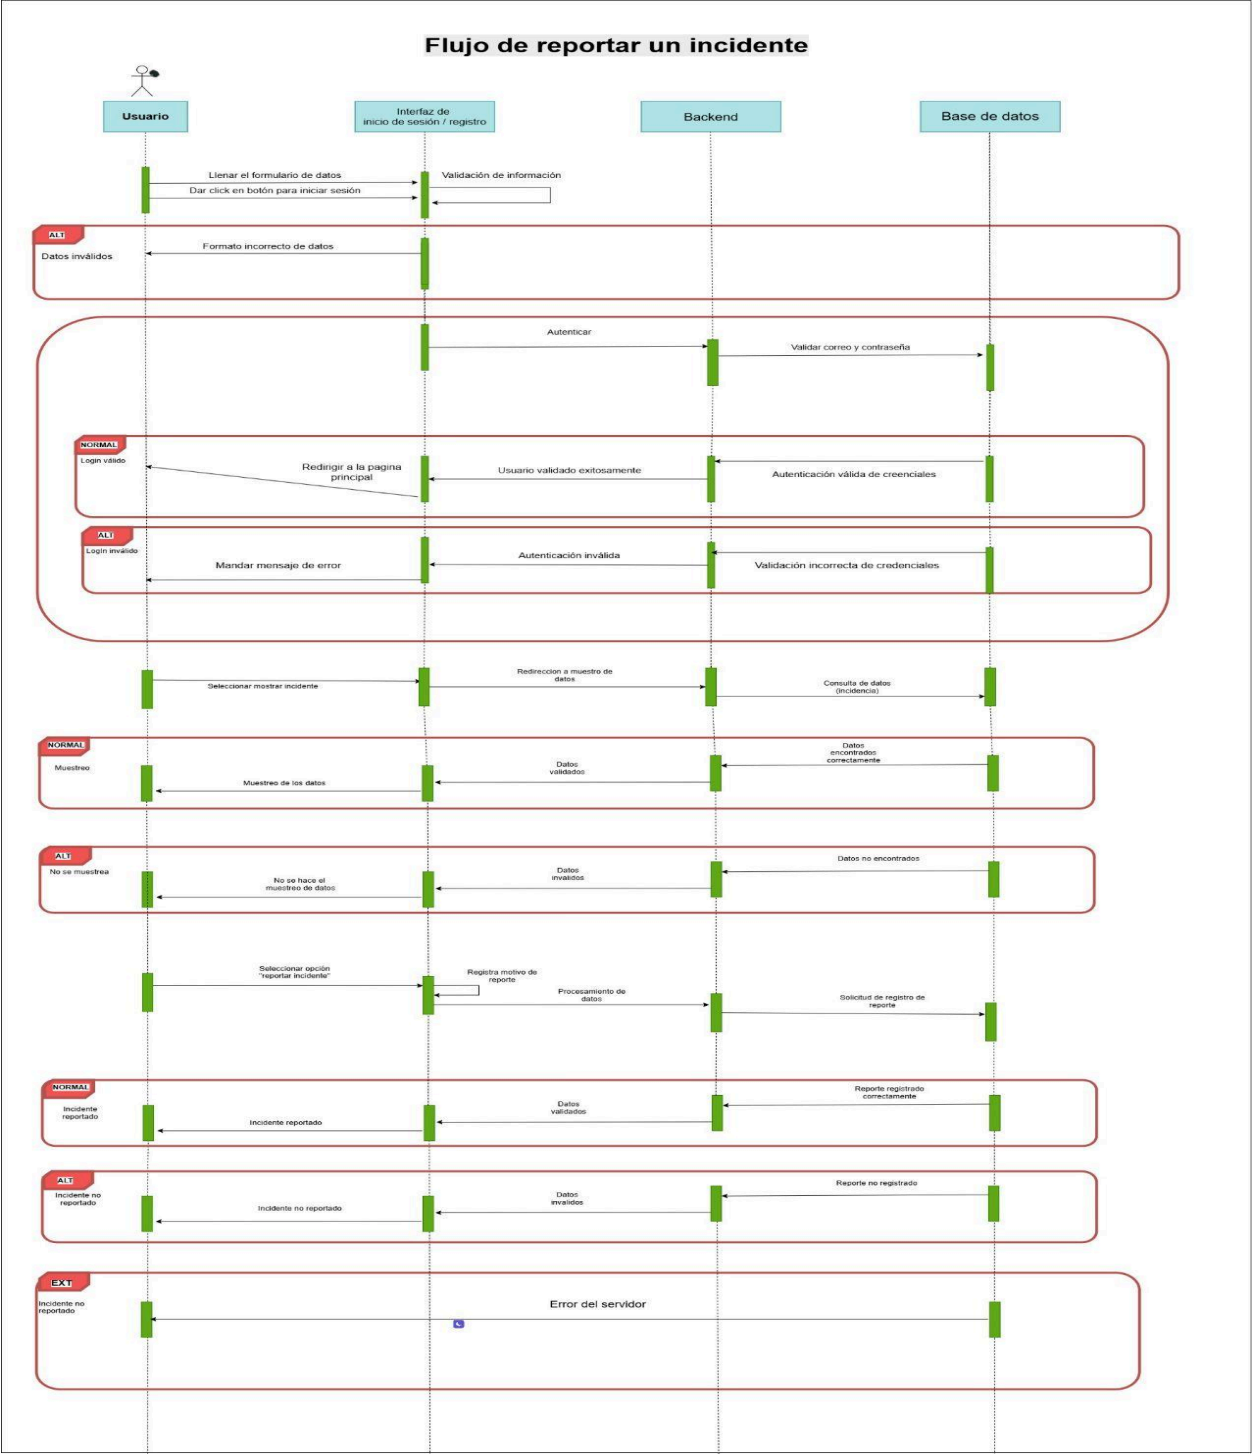 Flujo de reportar un incidente
Usuario
Interfaz de
inicio de sesión / registro
Backend
Base de datos
Llenar el formulario de datos
Validación de información
Dar click en botón para iniciar sesión
ALT
Datos inválidos
Formato incorrecto de datos
Autenticar
Validar correo y contraseña
NORMAL
Login válido
Redirigir a la pagina
principal
Usuario validado exitosamente
Autenticación válida de creenciales
ALT
Login inválido
Mandar mensaje de error
Autenticación inválida
Validación incorrecta de credenciales
Seleccionar mostrar incidente
Redireccion a muestro de
datos
Consulta de datos
(incidencia)
NORMAL
Muestreo
Muestreo de los datos
Datos
validados
Datos
encontrados
correctamente
ALT
No se muestrea
No se hace el
muestreo de datos
Datos
invalidos
Datos no encontrados
Seleccionar opción
"reportar incidente"
Registra motivo de
reporte
Procesamiento de
datos
Solicitud de registro de
reporte
NORMAL
Incidente
reportado
Incidente reportado
Datos
validados
Reporte registrado
correctamente
ALT
Incidente no
reportado
Incidente no reportado
Datos
invalidos
Reporte no registrado
EXT
Incidente no
reportado
Error del servidor